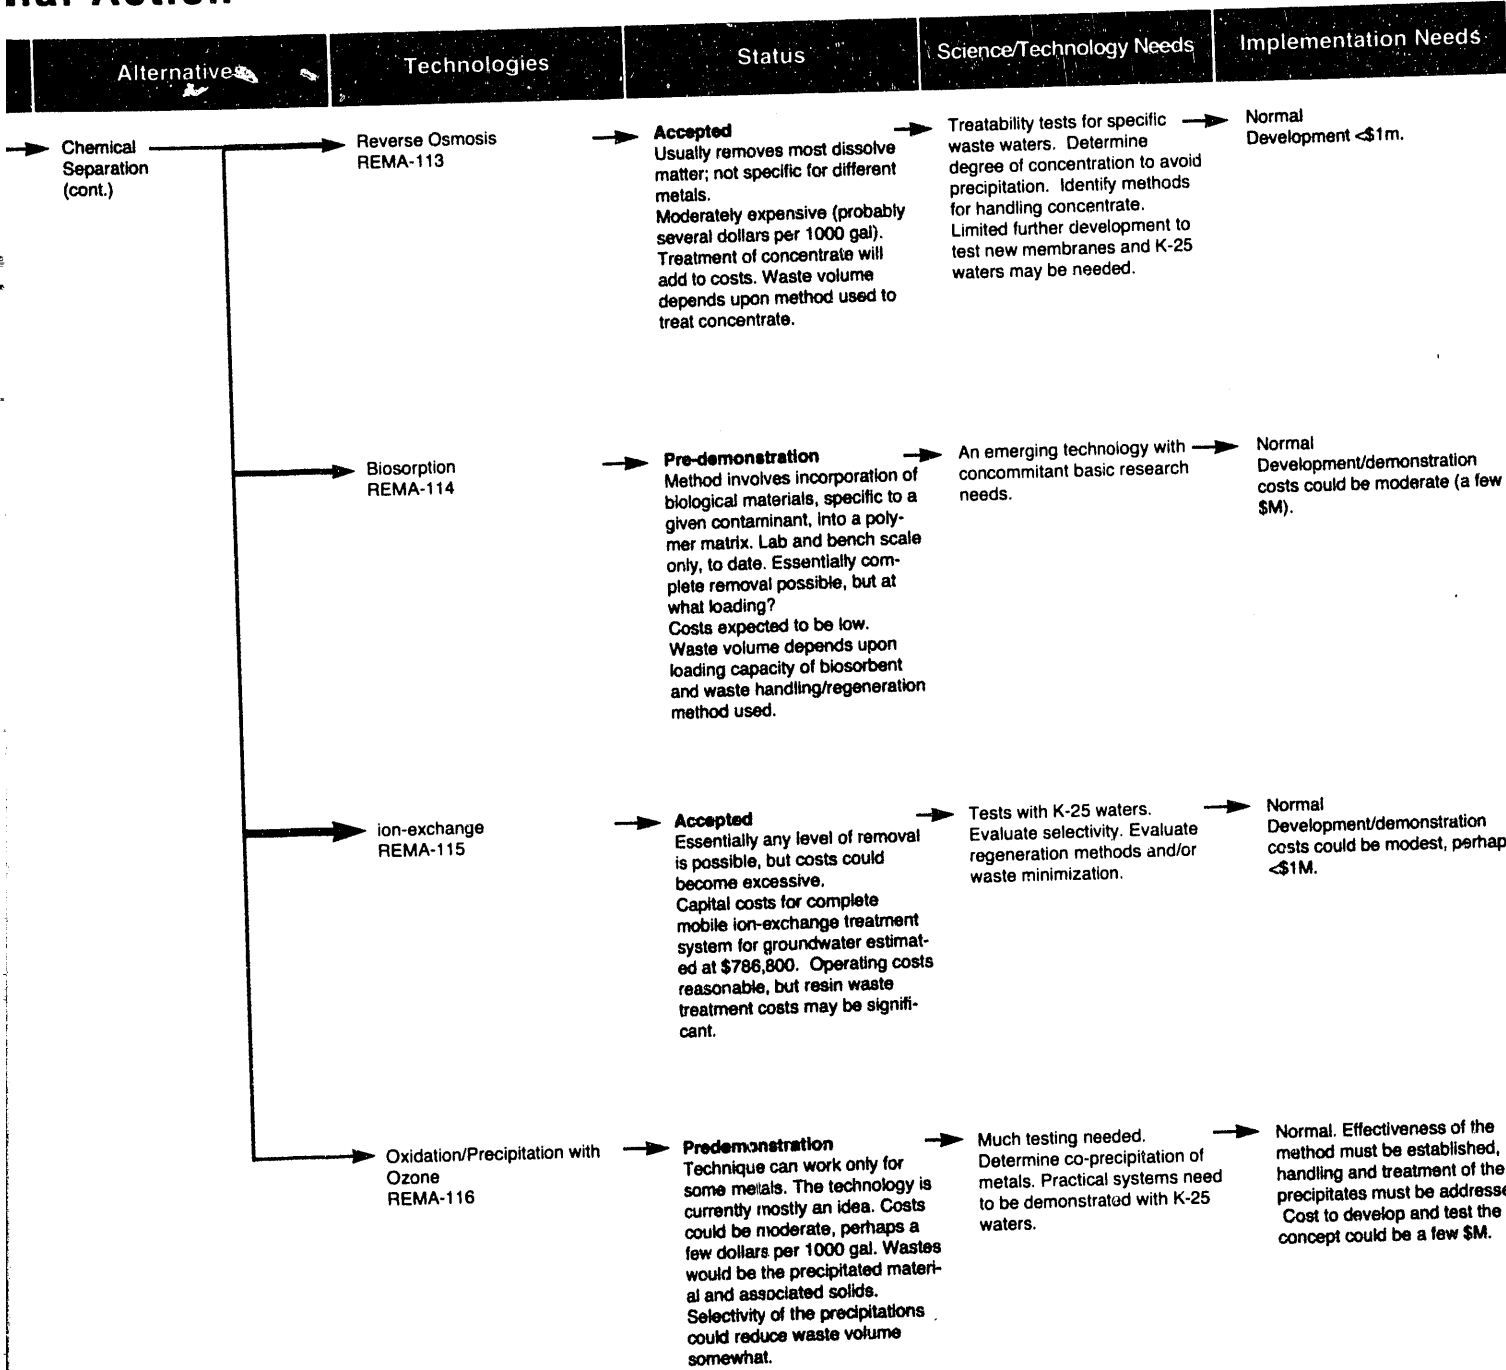 Action
Alternatives
Technologies
Status
Science/Technology Needs
Implementation Needs
Chemical
Separation
(cont.)
Reverse Osmosis
REMA-113
Accepted
Usually removes most dissolve
matter; not specific for different
metals.
Moderately expensive (probably
several dollars per 1000 gal).
Treatment of concentrate will
add to costs. Waste volume
depends upon method used to
treat concentrate.
Treatability tests for specific
waste waters. Determine
degree of concentration to avoid
precipitation. Identify methods
for handling concentrate.
Limited further development to
test new membranes and K-25
waters may be needed.
Normal
Development <$1m.
Biosorption
REMA-114
Pre-demonstration
Method involves incorporation of
biological materials, specific to a
given contaminant, into a poly-
mer matrix. Lab and bench scale
only, to date. Essentially com-
plete removal possible, but at
what loading?
Costs expected to be low.
Waste volume depends upon
loading capacity of biosorbent
and waste handling/regeneration
method used.
An emerging technology with
concommitant basic research
needs.
Normal
Development/demonstration
costs could be moderate (a few
$M).
ion-exchange
REMA-115
Accepted
Essentially any level of removal
is possible, but costs could
become excessive.
Capital costs for complete
mobile ion-exchange treatment
system for groundwater estimat-
ed at $786,800. Operating costs
reasonable, but resin waste
treatment costs may be signifi-
cant.
Tests with K-25 waters.
Evaluate selectivity. Evaluate
regeneration methods and/or
waste minimization.
Normal
Development/demonstration
costs could be modest, perhap
<$1M.
Oxidation/Precipitation with
Ozone
REMA-116
Predemonstration
Technique can work only for
some metals. The technology is
currently mostly an idea. Costs
could be moderate, perhaps a
few dollars per 1000 gal. Wastes
would be the precipitated materi-
al and associated solids.
Selectivity of the precipitations
could reduce waste volume
somewhat.
Much testing needed.
Determine co-precipitation of
metals. Practical systems need
to be demonstrated with K-25
waters.
Normal. Effectiveness of the
method must be established,
handling and treatment of the
precipitates must be addresse
Cost to develop and test the
concept could be a few $M.